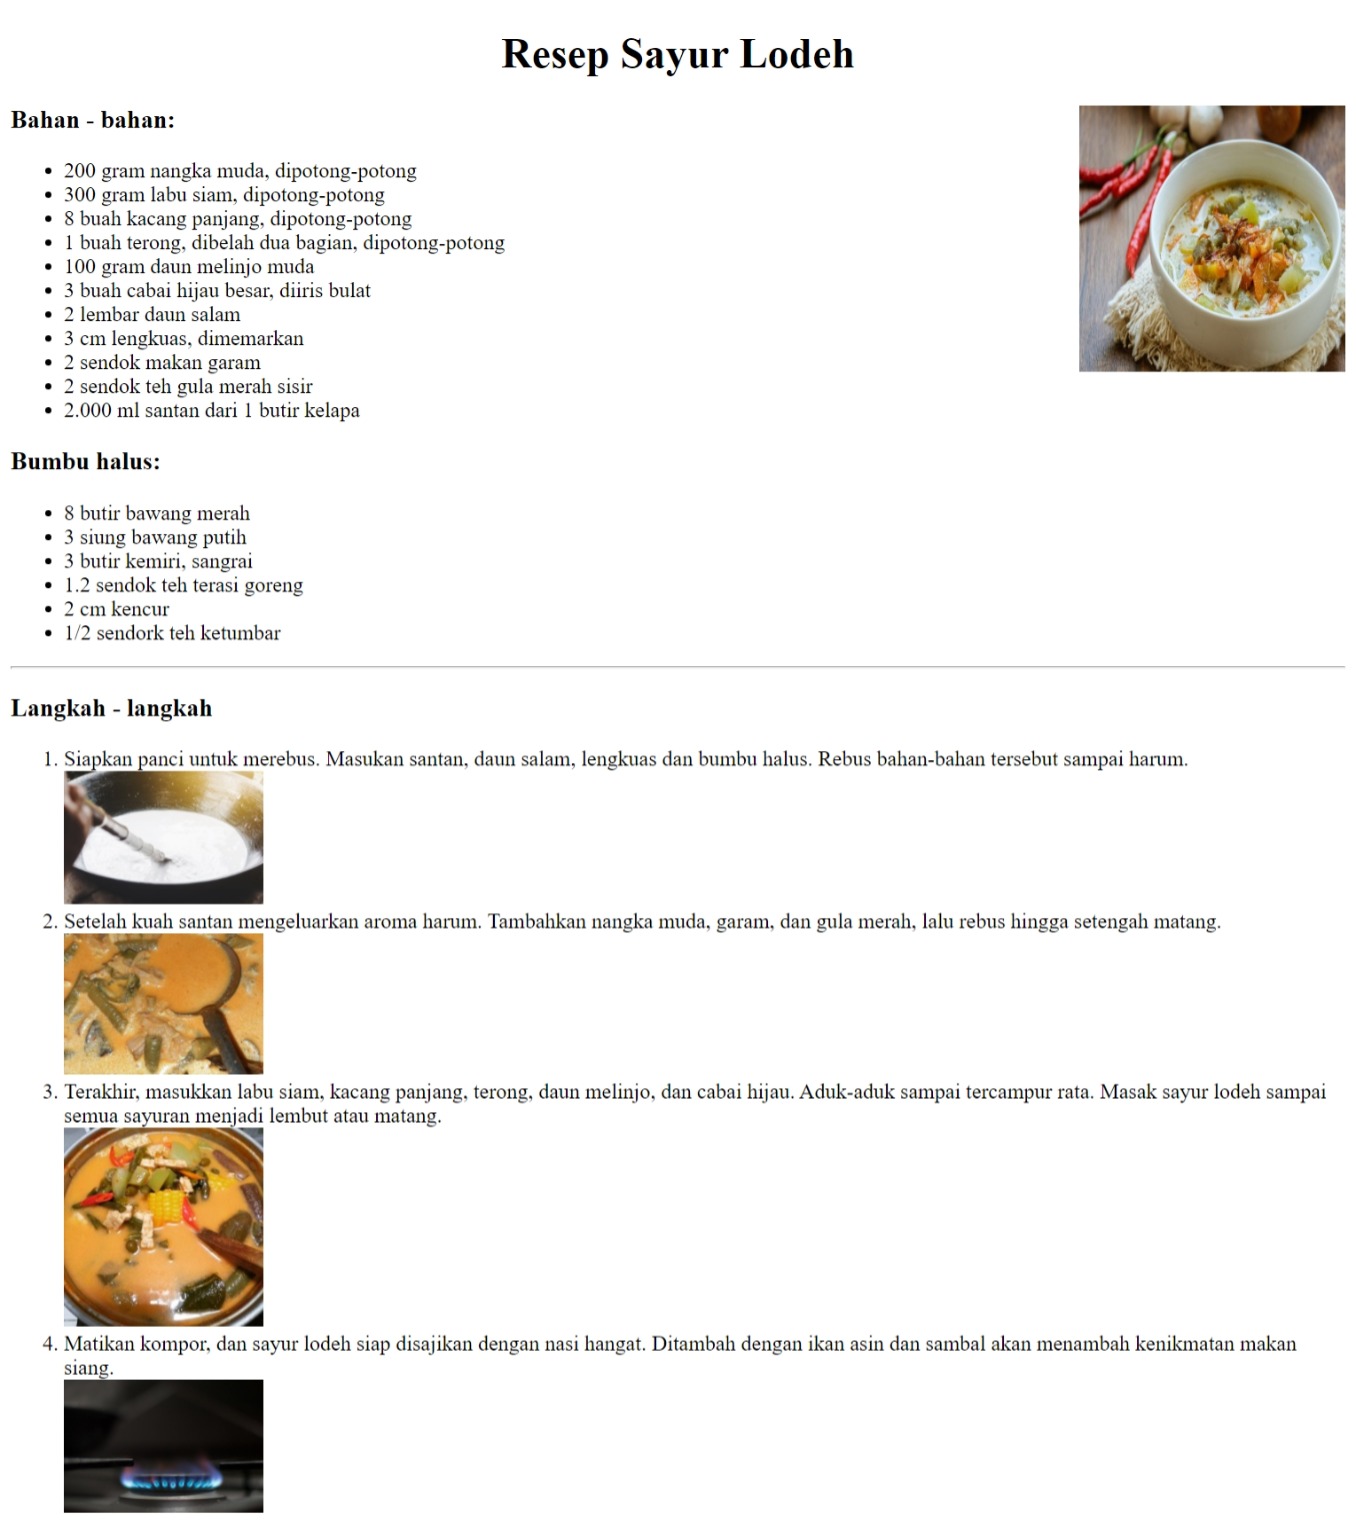 Resep Sayur Lodeh
Bahan - bahan:
• 200 gram nangka muda, dipotong-potong
• 300 gram labu siam, dipotong-potong
• 8 buah kacang panjang, dipotong-potong
• 1 buah terong, dibelah dua bagian, dipotong-potong
• 100 gram daun melinjo muda
• 3 buah cabai hijau besar, diiris bulat
• 2 lembar daun salam
• 3 cm lengkuas, dimemarkan
• 2 sendok makan garam
• 2 sendok teh gula merah sisir
• 2.000 ml santan dari 1 butir kelapa
Bumbu halus:
• 8 butir bawang merah
• 3 siung bawang putih
• 3 butir kemiri, sangrai
• 1.2 sendok teh terasi goreng
• 2 cm kencur
• 1/2 sendork teh ketumbar
Langkah - langkah
1. Siapkan panci untuk merebus. Masukan santan, daun salam, lengkuas dan bumbu halus. Rebus bahan-bahan tersebut sampai harum.
2. Setelah kuah santan mengeluarkan aroma harum. Tambahkan nangka muda, garam, dan gula merah, lalu rebus hingga setengah matang.
3. Terakhir, masukkan labu siam, kacang panjang, terong, daun melinjo, dan cabai hijau. Aduk-aduk sampai tercampur rata. Masak sayur lodeh sampai
semua sayuran menjadi lembut atau matang.
4. Matikan kompor, dan sayur lodeh siap disajikan dengan nasi hangat. Ditambah dengan ikan asin dan sambal akan menambah kenikmatan makan
siang.